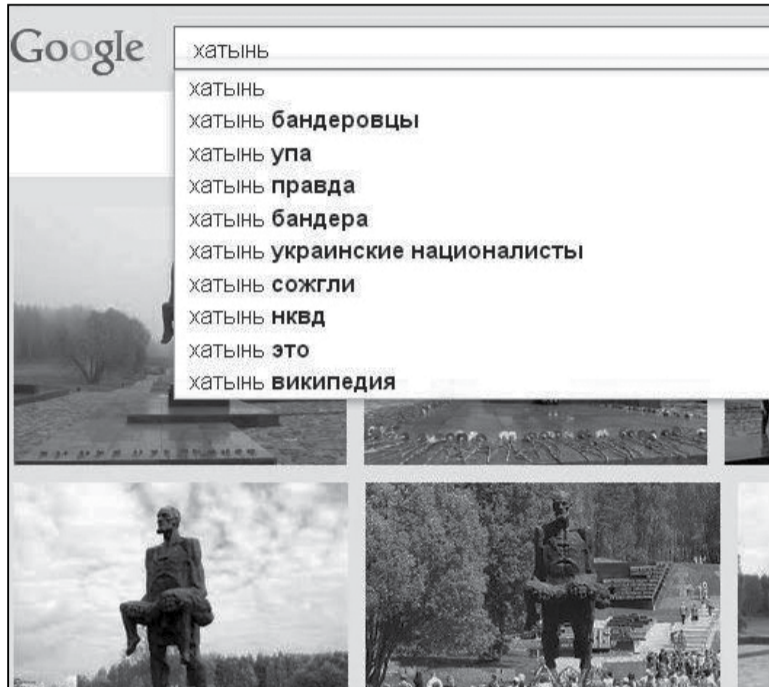 Google
хатынь
хатынь
хатынь бандеровцы
хатынь упа
хатынь правда
хатынь бандера
хатынь украинские националисты
хатынь сожгли
хатынь нквд
хатынь это
хатынь википедия